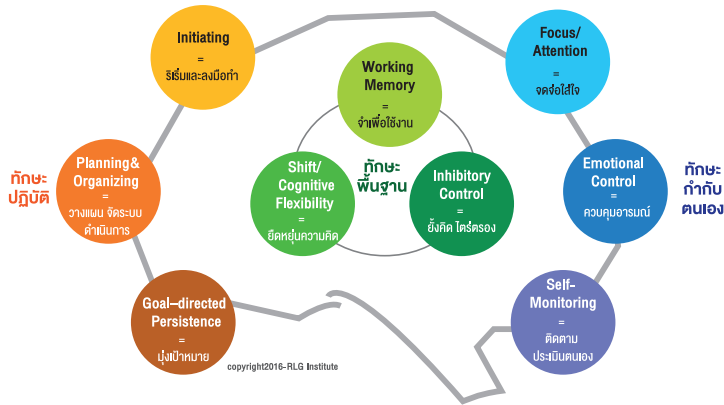 Initiating
=
ริเริ่มและลงมือทำ
Focus/
Attention
=
จดจ่อใส่ใจ
Working
Memory
=
จำเพื่อใช้งาน
ทักษะ
ปฏิบัติ
Planning&
Organizing
=
วางแผน จัดระบบ
ดำเนินการ
Shift/
Cognitive
Flexibility
=
ยืดหยุ่นความคิด
ทักษะ
พื้นฐาน
Inhibitory
Control
=
ยั้งคิด ไตร่ตรอง
Emotional
Control
=
ควบคุมอารมณ์
ทักษะ
กำกับ
ตนเอง
Goal–directed
Persistence
=
มุ่งเป้าหมาย
Self-
Monitoring
=
ติดตาม
ประเมินตนเอง
copyright2016-RLG Institute